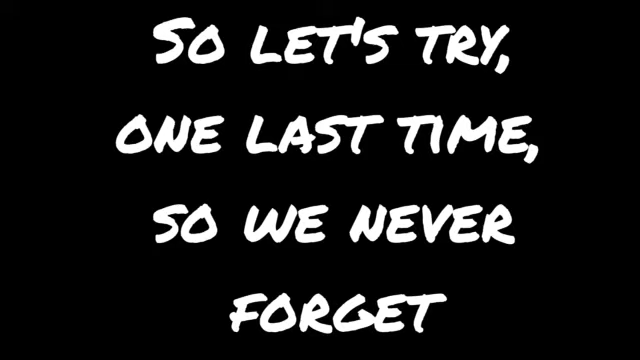 So let's try,
one last time,
so we never
forget